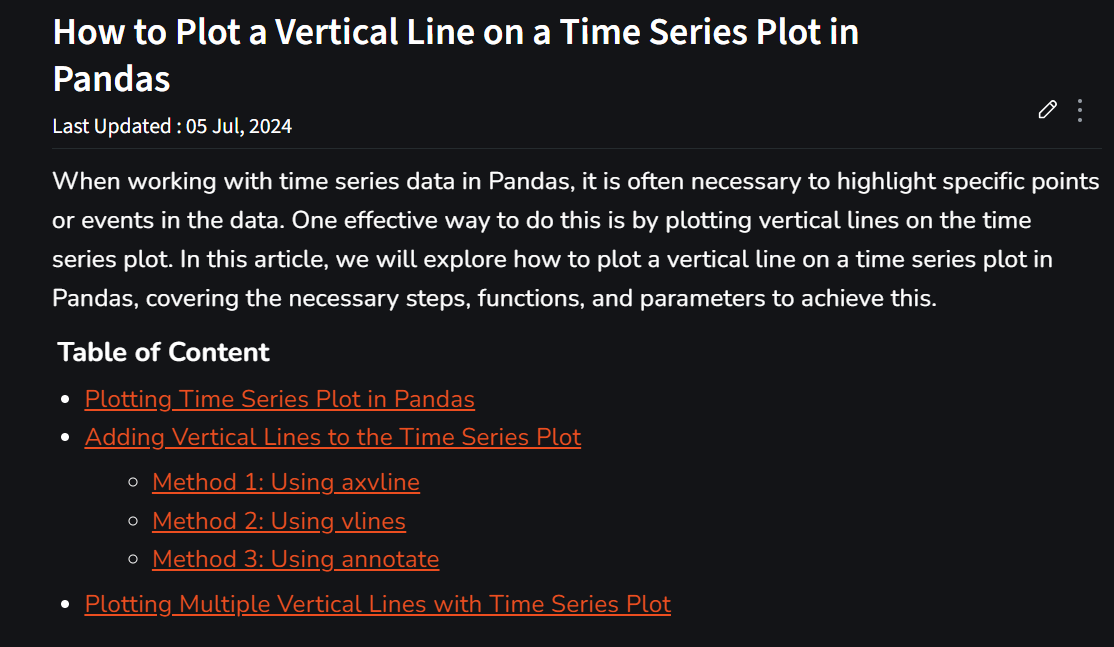 How to Plot a Vertical Line on a Time Series Plot in
Pandas
Last Updated : 05 Jul, 2024
When working with time series data in Pandas, it is often necessary to highlight specific points
or events in the data. One effective way to do this is by plotting vertical lines on the time
series plot. In this article, we will explore how to plot a vertical line on a time series plot in
Pandas, covering the necessary steps, functions, and parameters to achieve this.
Table of Content
Plotting Time Series Plot in Pandas
Adding Vertical Lines to the Time Series Plot
Method 1: Using axvline
Method 2: Using vlines
Method 3: Using annotate
Plotting Multiple Vertical Lines with Time Series Plot